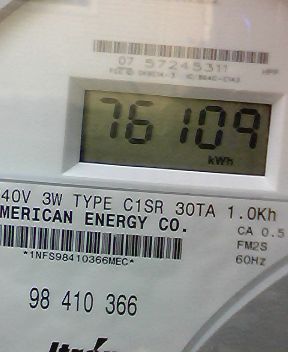 07 57245311
76109
kWh
40V 3W TYPE C1SR 30TA 1.0Kh
MERICAN ENERGY CO.
CA 0.5
FM2S
60Hz
*1NFS98410366MEC*
98 410 366
Itron